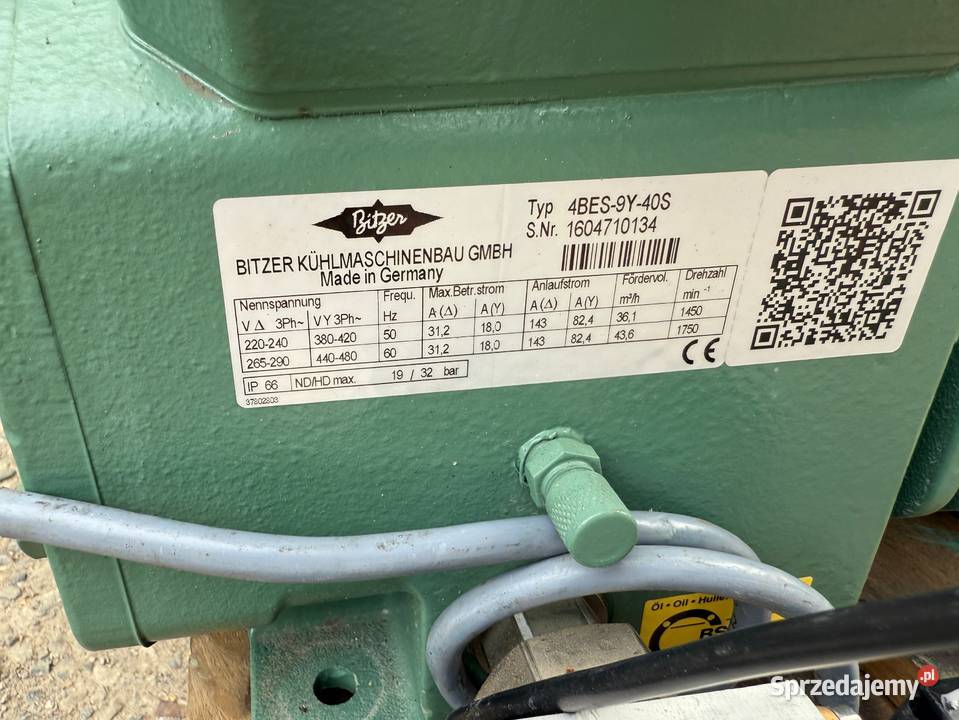 Bitzer
BITZER KÜHLMASCHINENBAU GMBH
Made in Germany
Typ 4BES-9Y-40S
S.Nr. 1604710134
Nennspannung Frequ. Max.Betr.strom Anlaufstrom Fördervol. Drehzahl
V Δ 3Ph~ V Y 3Ph~ Hz A (Δ) A (Y) A (Δ) A (Y) m³/h min⁻¹
220-240 380-420 50 31,2 18,0 143 82,4 36,1 1450
265-290 440-480 60 31,2 18,0 143 82,4 43,6 1750
IP 66 ND/HD max. 19 / 32 bar
CE
37802803
Öl • Oil • Huile
Sprzedajemy.pl